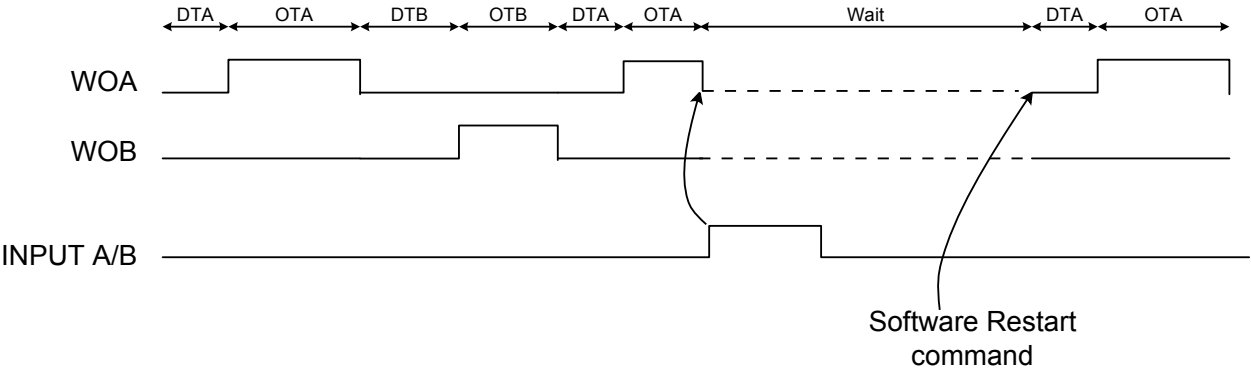 DTA OTA DTB OTB DTA OTA Wait DTA OTA
WOA
WOB
INPUT A/B
Software Restart
command